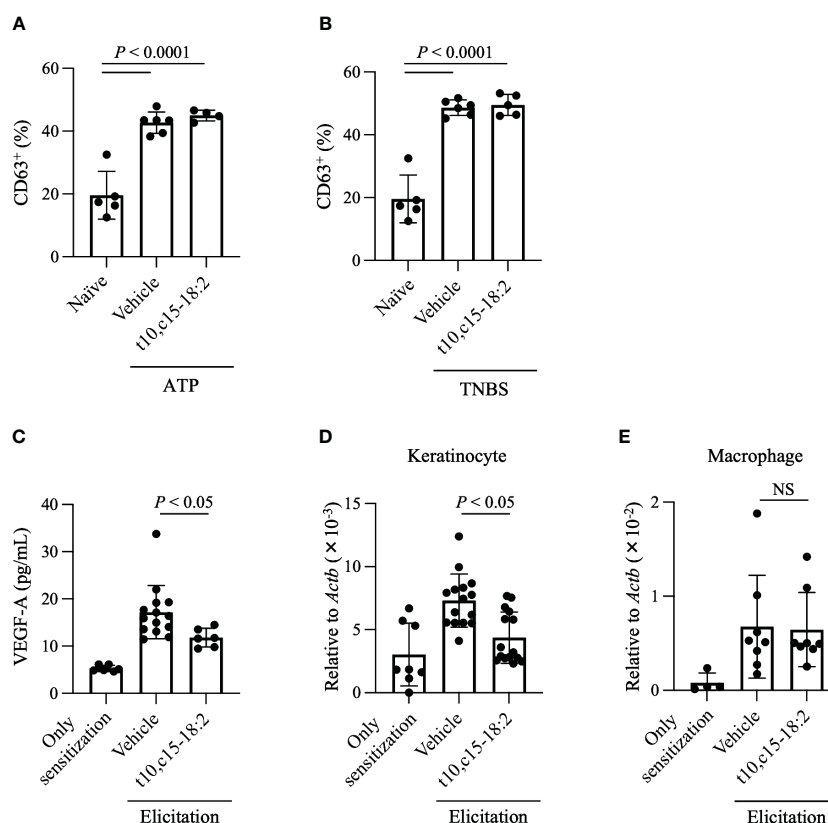 A
P < 0.0001
60
40
20
0
CD63⁺ (%)
Naïve
Vehicle
t10,c15-18:2
ATP
B
P < 0.0001
60
40
20
0
CD63⁺ (%)
Naïve
Vehicle
t10,c15-18:2
TNBS
C
P < 0.05
40
30
20
10
0
VEGF-A (pg/mL)
Only
sensitization
Vehicle
t10,c15-18:2
Elicitation
D
Keratinocyte
P < 0.05
15
10
5
0
Relative to Actb (×10⁻³)
Only
sensitization
Vehicle
t10,c15-18:2
Elicitation
E
Macrophage
NS
2
1
0
Relative to Actb (×10⁻²)
Only
sensitization
Vehicle
t10,c15-18:2
Elicitation